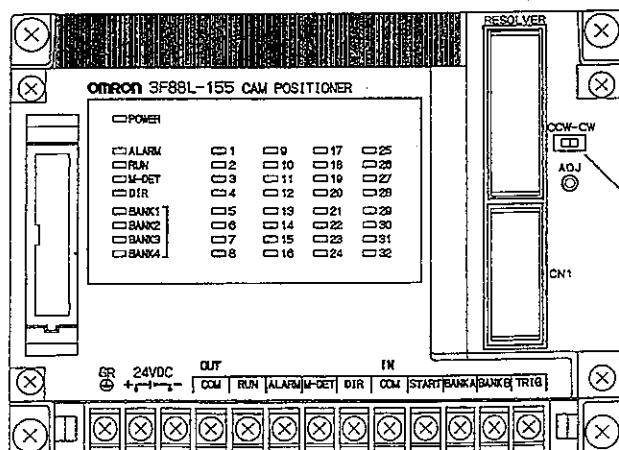 RESOLVER
OMRON 3F88L-155 CAM POSITIONER
POWER
CCW-CW
ALARM 1 9 17 25
RUN 2 10 18 26
M-DET 3 11 19 27
DIR 4 12 20 28
ADJ
BANK1 5 13 21 29
BANK2 6 14 22 30
BANK3 7 15 23 31
BANK4 8 16 24 32
CN1
OUT IN
GR + 24VDC -
COM RUN ALARM M-DET DIR COM START BANKA BANKB TRIG